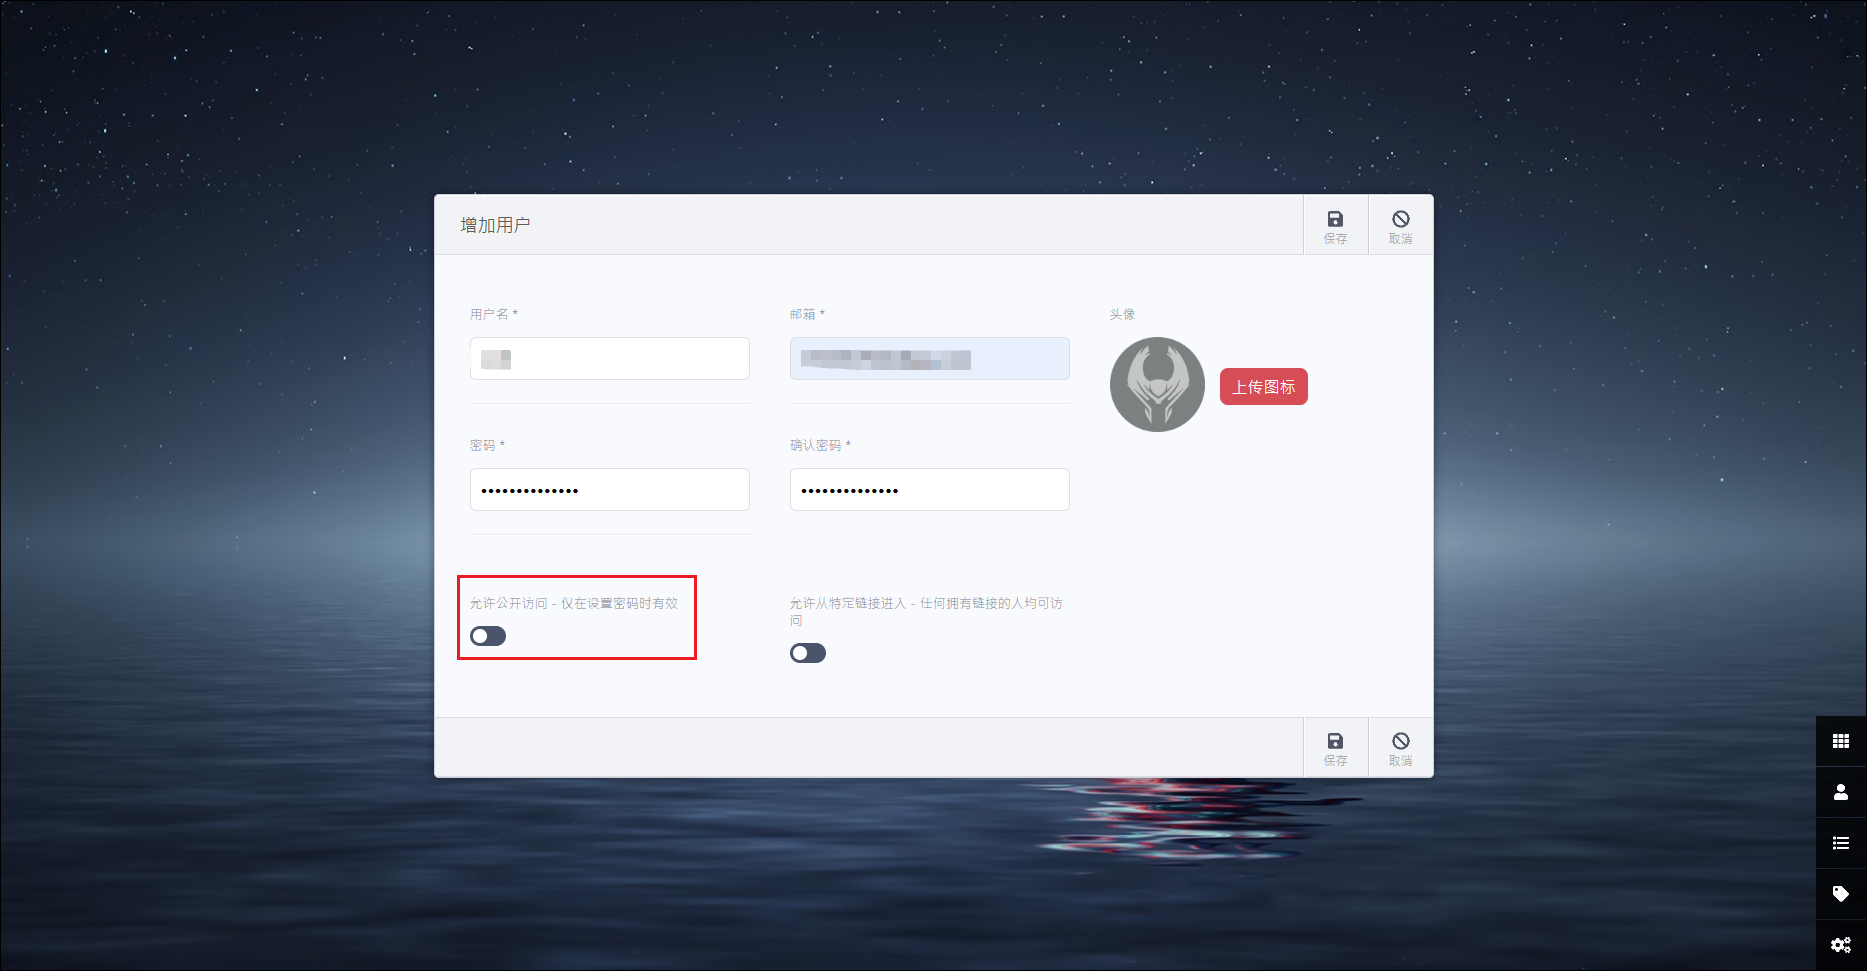 增加用户
保存
取消
用户名 *
邮箱 *
头像
上传图标
密码 *
确认密码 *
••••••••••••••
••••••••••••••
允许公开访问 - 仅在设置密码时有效
允许从特定链接进入 - 任何拥有链接的人均可访
问
保存
取消